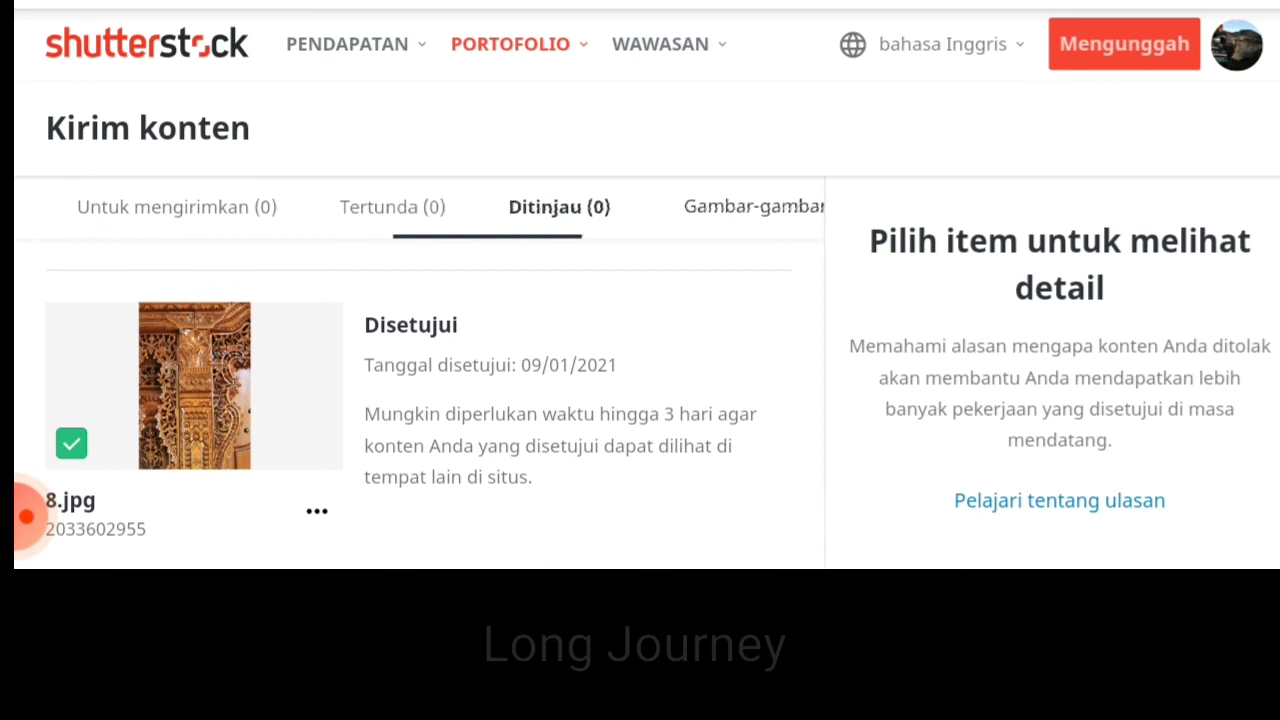 shutterstock PENDAPATAN PORTOFOLIO WAWASAN bahasa Inggris Mengunggah
Kirim konten
Untuk mengirimkan (0) Tertunda (0) Ditinjau (0) Gambar-gambar
Pilih item untuk melihat
detail
Memahami alasan mengapa konten Anda ditolak
akan membantu Anda mendapatkan lebih
banyak pekerjaan yang disetujui di masa
mendatang.
Pelajari tentang ulasan
Disetujui
Tanggal disetujui: 09/01/2021
Mungkin diperlukan waktu hingga 3 hari agar
konten Anda yang disetujui dapat dilihat di
tempat lain di situs.
8.jpg
2033602955
Long Journey